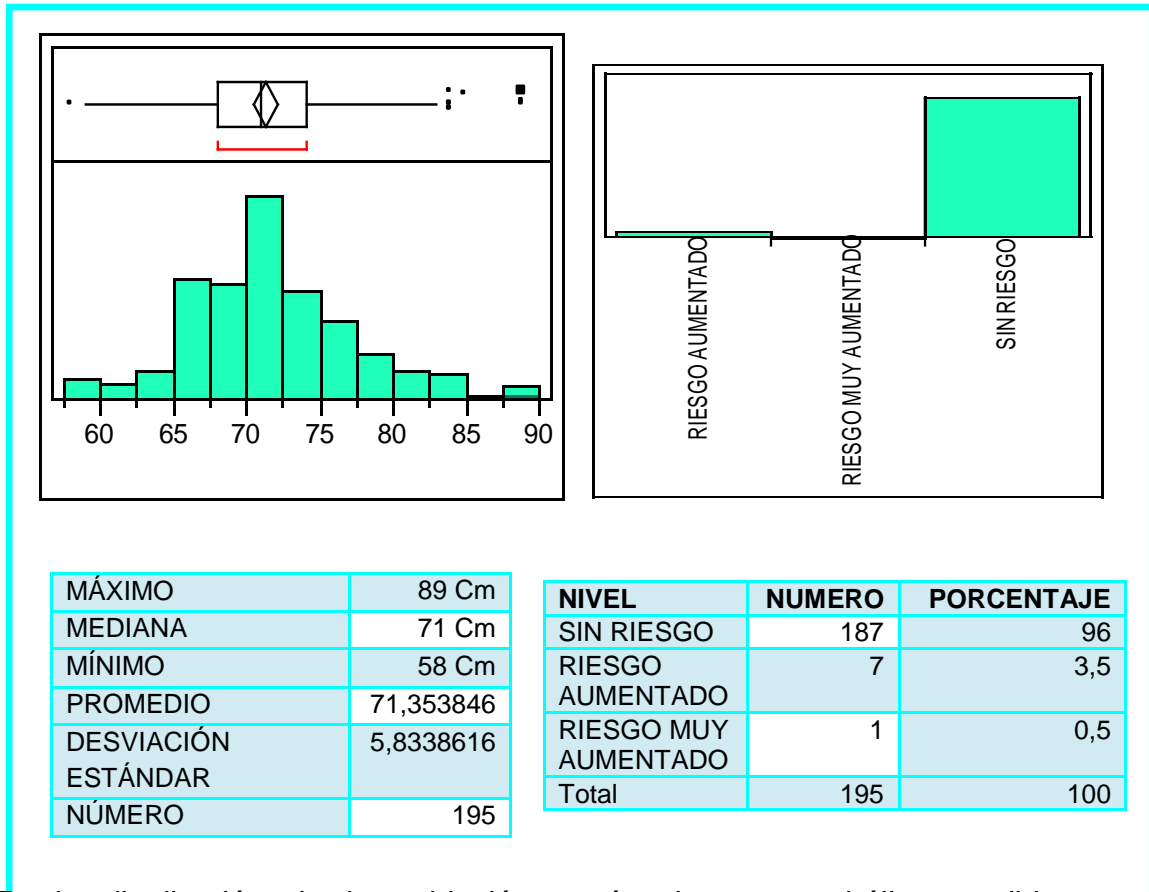 60 65 70 75 80 85 90
RIESGO AUMENTADO
RIESGO MUY AUMENTADO
SIN RIESGO
MÁXIMO 89 Cm
MEDIANA 71 Cm
MÍNIMO 58 Cm
PROMEDIO 71,353846
DESVIACIÓN 5,8338616
ESTÁNDAR
NÚMERO 195
NIVEL NUMERO PORCENTAJE
SIN RIESGO 187 96
RIESGO 7 3,5
AUMENTADO
RIESGO MUY 1 0,5
AUMENTADO
Total 195 100